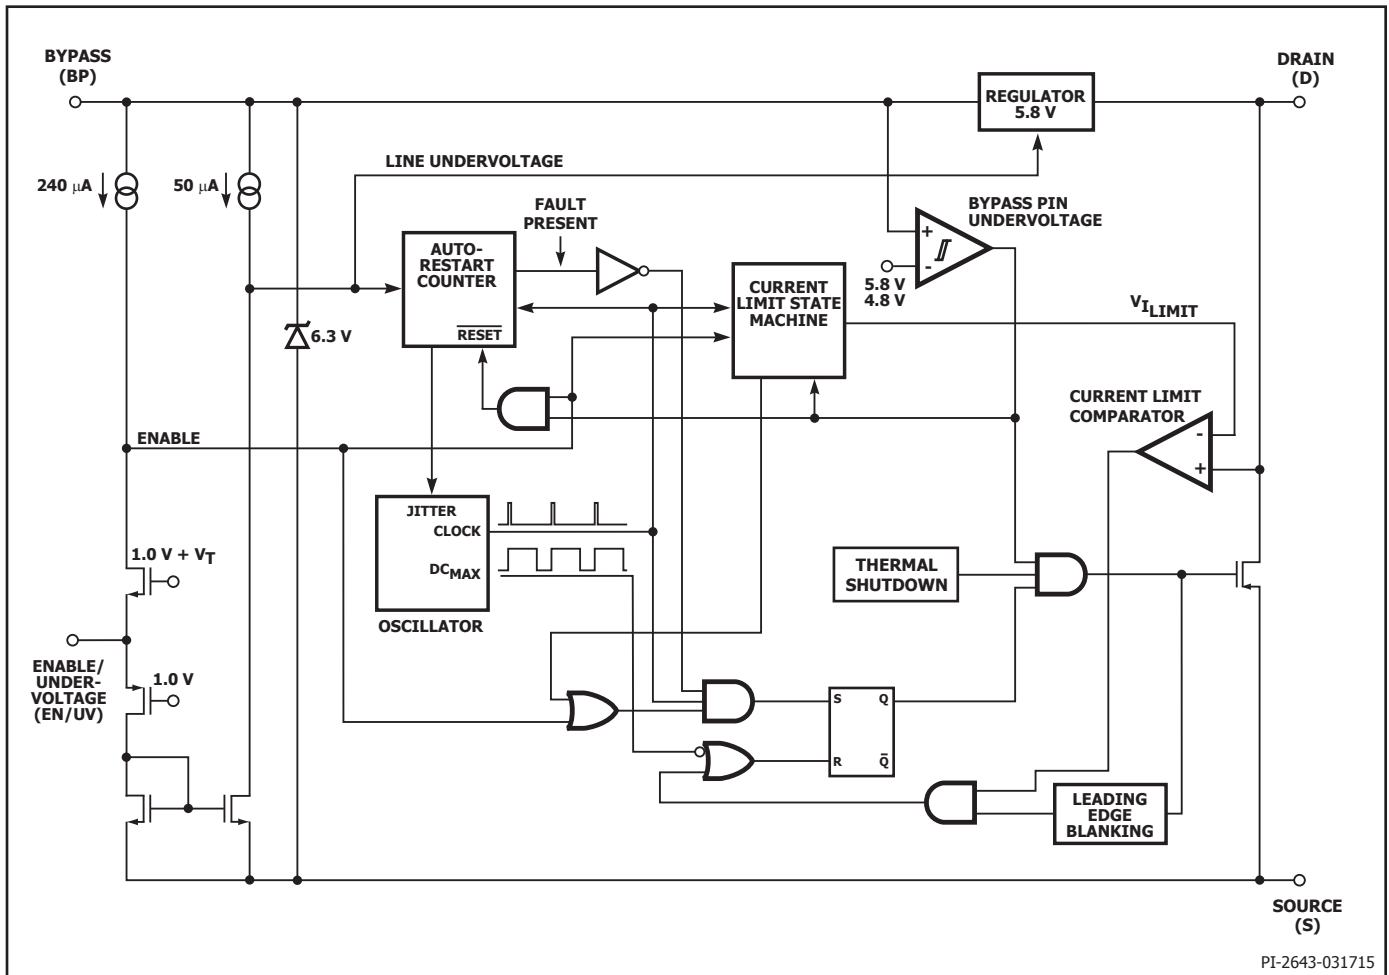 BYPASS
(BP)
DRAIN
(D)
REGULATOR
5.8 V
240 μA
50 μA
LINE UNDERVOLTAGE
FAULT
PRESENT
BYPASS PIN
UNDERVOLTAGE
+
-
5.8 V
4.8 V
AUTO-
RESTART
COUNTER
RESET
CURRENT
LIMIT STATE
MACHINE
VILIMIT
6.3 V
CURRENT LIMIT
COMPARATOR
-
+
ENABLE
JITTER
CLOCK
DCMAX
OSCILLATOR
1.0 V + VT
THERMAL
SHUTDOWN
ENABLE/
UNDER-
VOLTAGE
(EN/UV)
1.0 V
S Q
R Q̄
LEADING
EDGE
BLANKING
SOURCE
(S)
PI-2643-031715